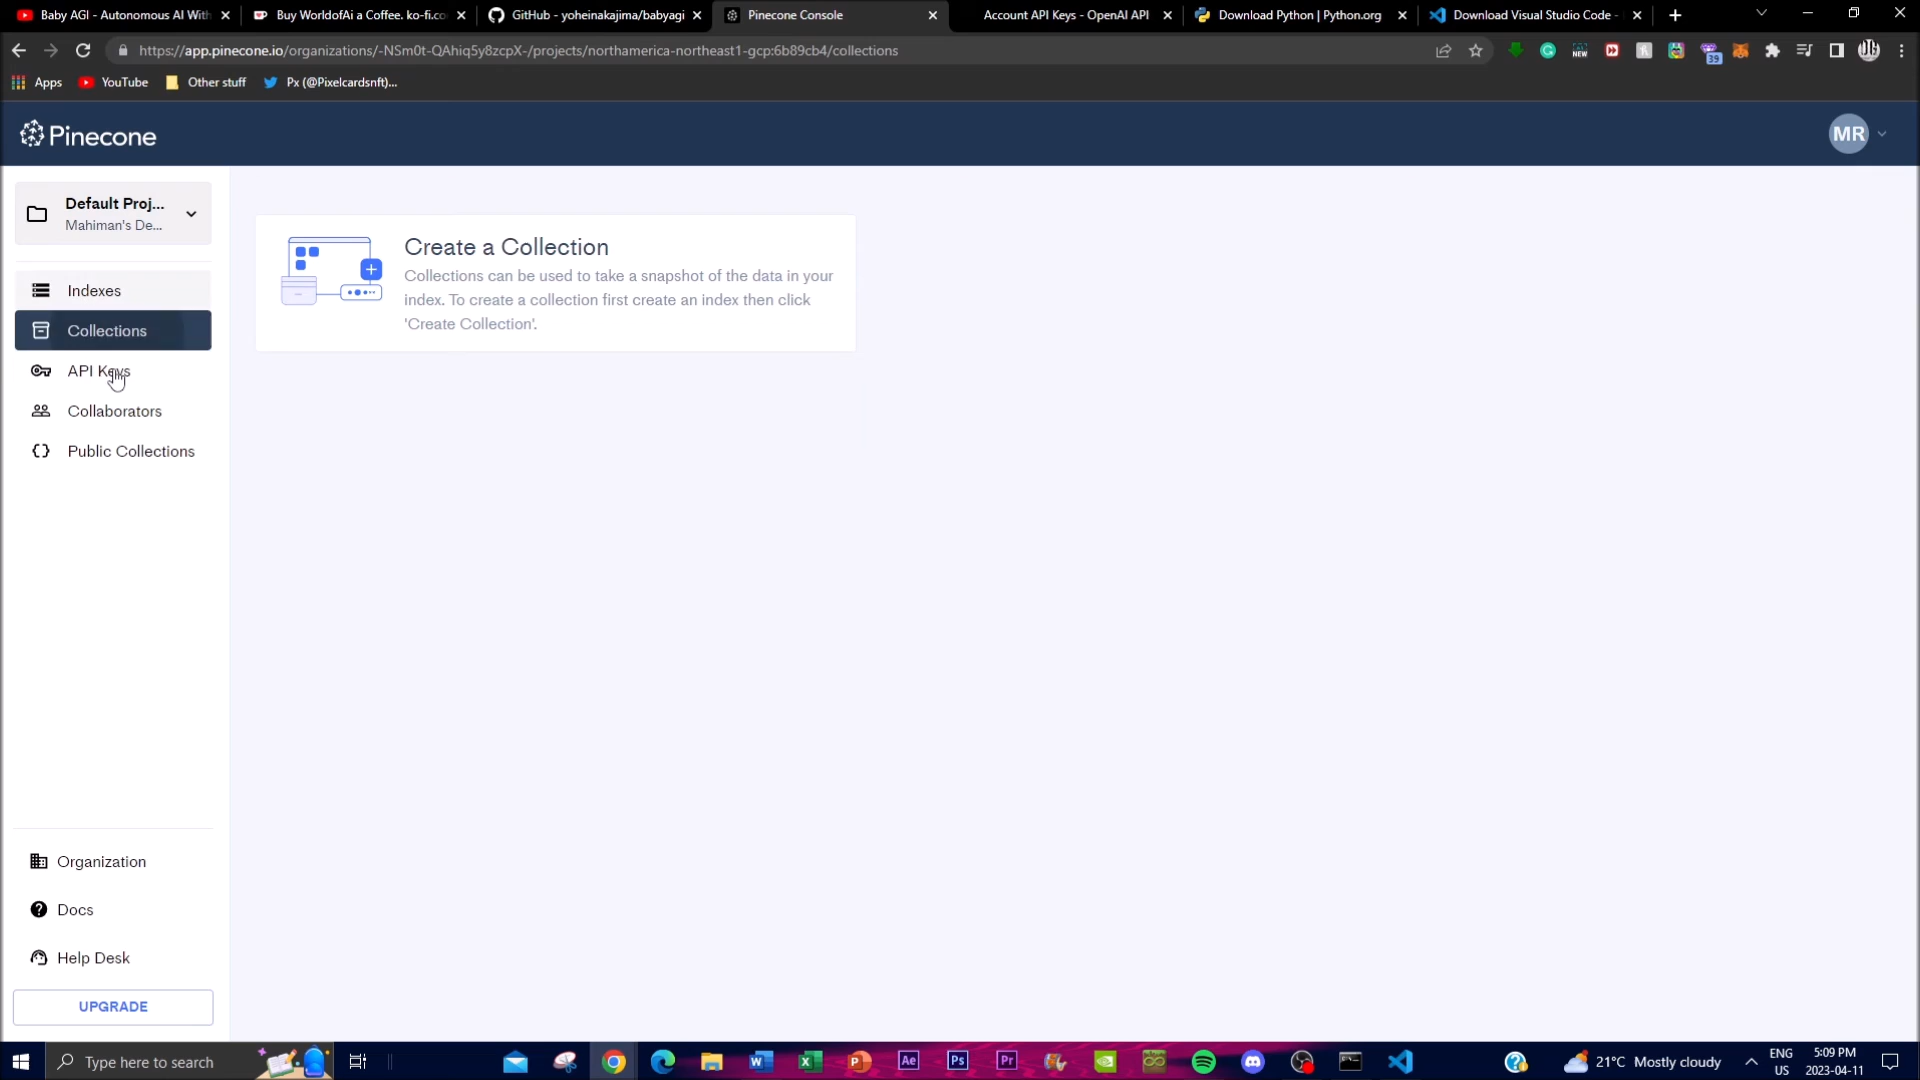 Baby AGI - Autonomous AI With
Buy WorldofAi a Coffee. ko-fi.co
GitHub - yoheinakajima/babyagi
Pinecone Console
Account API Keys - OpenAI API
Download Python | Python.org
Download Visual Studio Code -
https://app.pinecone.io/organizations/-NSm0t-QAhiq5y8zcpX-/projects/northamerica-northeast1-gcp:6b89cb4/collections
NEW
39
Apps
YouTube
Other stuff
Px (@Pixelcardsnft)...
Pinecone
MR
Default Proj...
Mahiman's De...
Indexes
Collections
API Keys
Collaborators
Public Collections
Create a Collection
Collections can be used to take a snapshot of the data in your
index. To create a collection first create an index then click
'Create Collection'.
Organization
Docs
Help Desk
UPGRADE
Type here to search
Ae
Ps
Pr
21°C Mostly cloudy
ENG
US
5:09 PM
2023-04-11